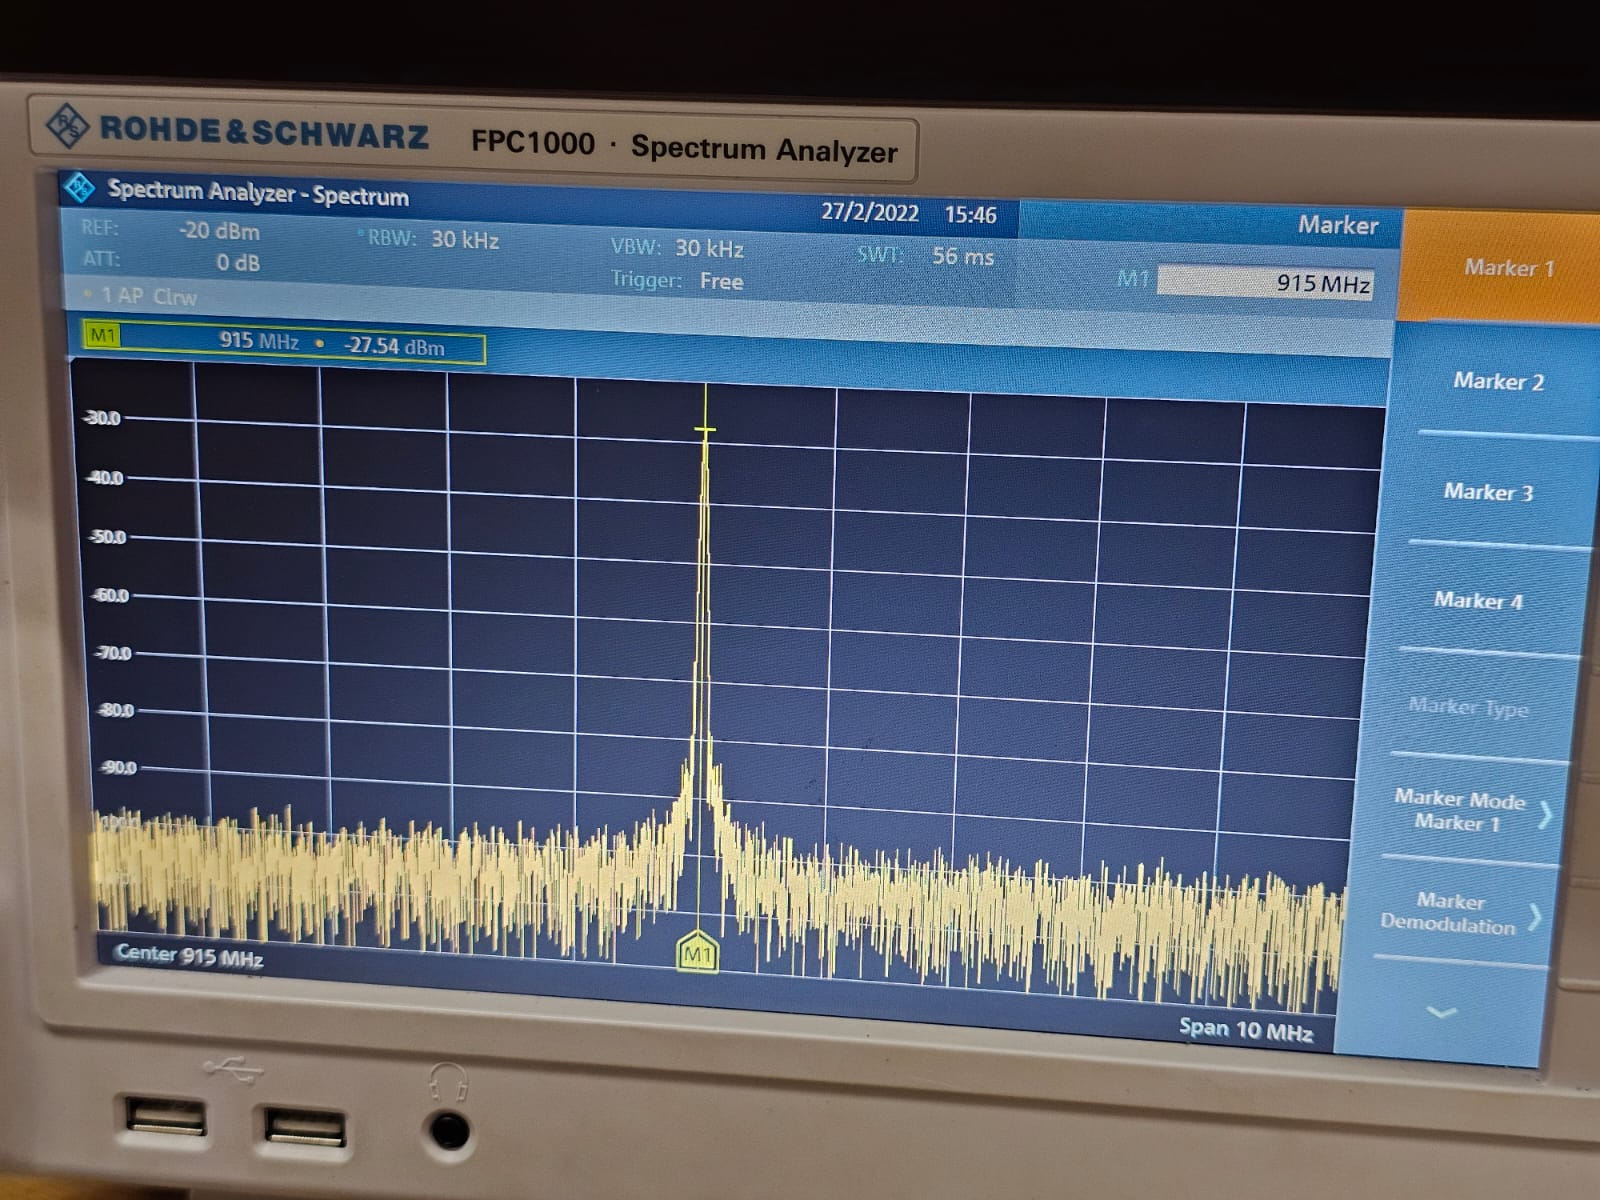 ROHDE&SCHWARZ FPC1000 · Spectrum Analyzer
Spectrum Analyzer - Spectrum 27/2/2022 15:46 Marker
REF: -20 dBm RBW: 30 kHz VBW: 30 kHz SWT: 56 ms
ATT: 0 dB Trigger: Free M1 915 MHz
1 AP Clrw
M1 915 MHz • -27.54 dBm
-30.0
-40.0
-50.0
-60.0
-70.0
-80.0
-90.0
M1
Center 915 MHz Span 10 MHz
Marker 1
Marker 2
Marker 3
Marker 4
Marker Type
Marker Mode
Marker 1
Marker
Demodulation